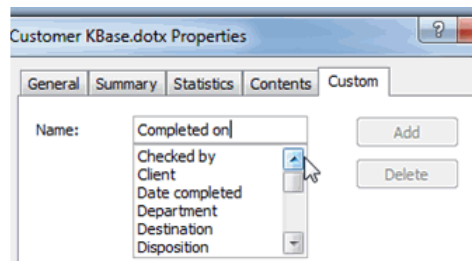 Customer KBase.dotx Properties
?
General Summary Statistics Contents Custom
Name: Completed on Add
Checked by
Client
Date completed
Department
Destination
Disposition
Delete